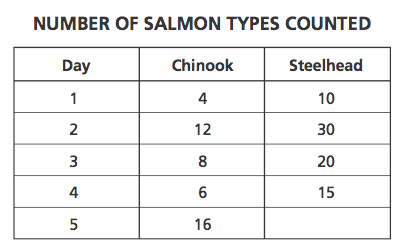 NUMBER OF SALMON TYPES COUNTED
Day Chinook Steelhead
1 4 10
2 12 30
3 8 20
4 6 15
5 16